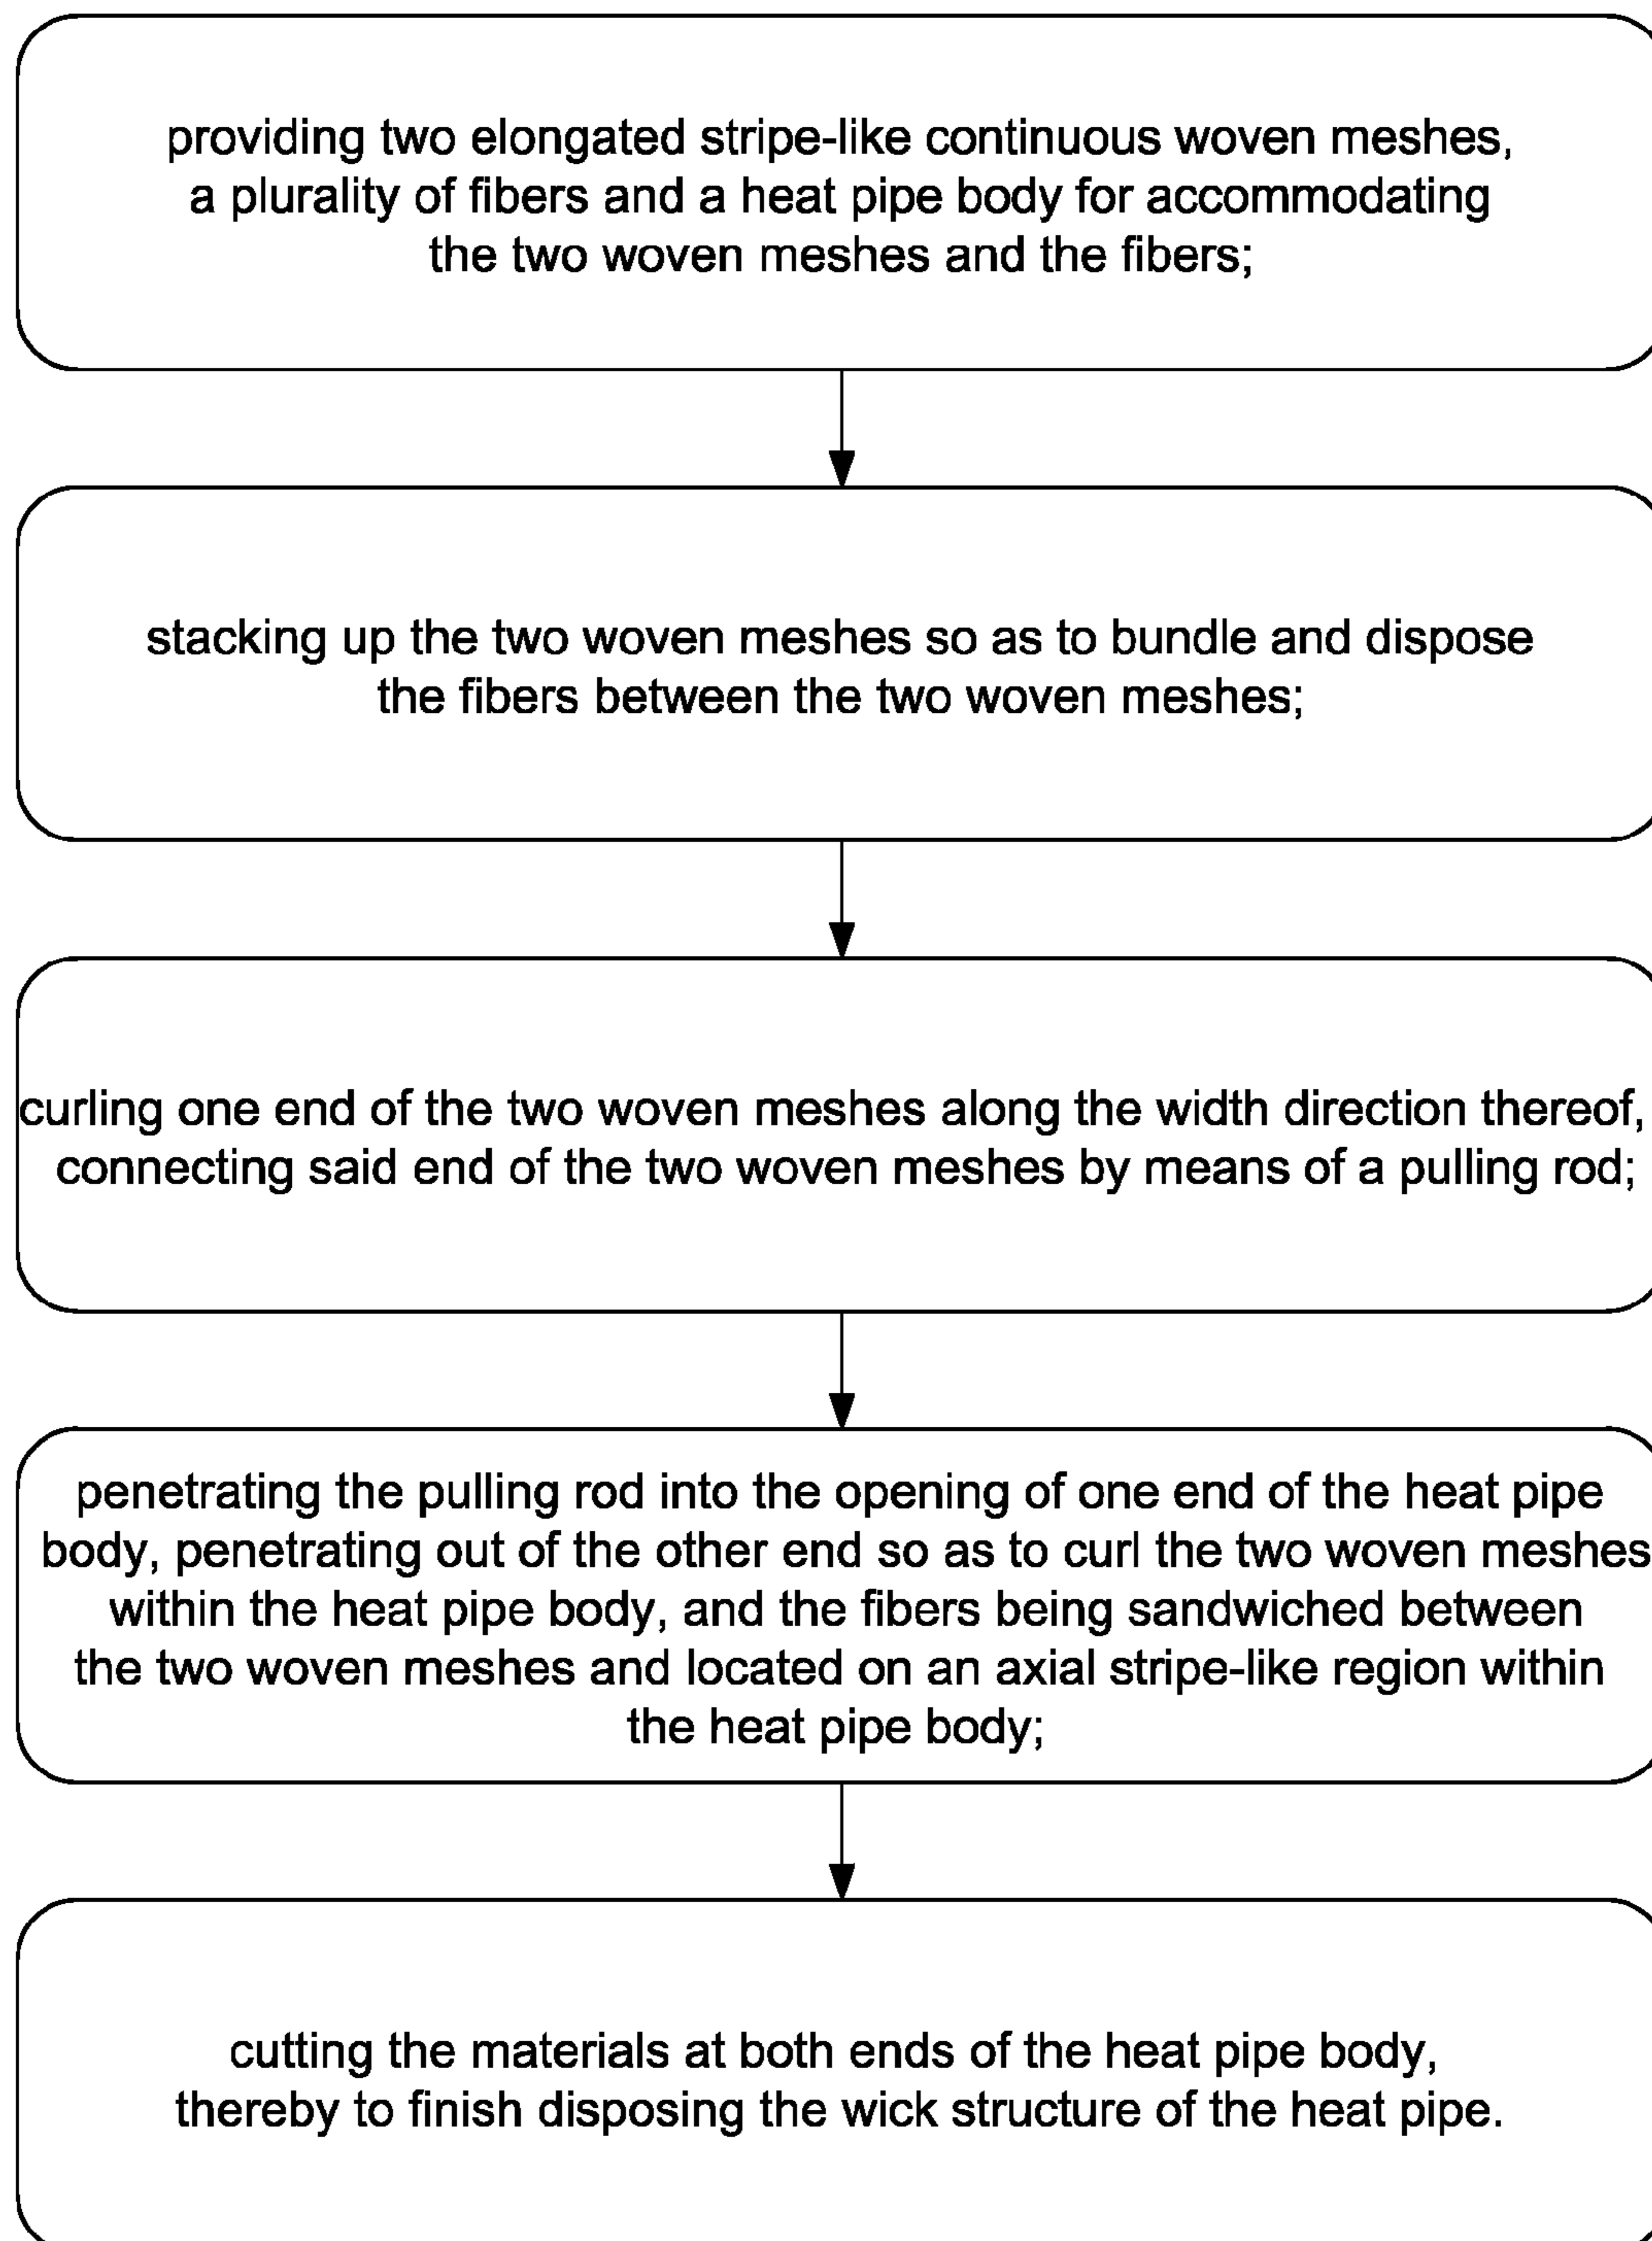 providing two elongated stripe-like continuous woven meshes,
a plurality of fibers and a heat pipe body for accommodating
the two woven meshes and the fibers;
stacking up the two woven meshes so as to bundle and dispose
the fibers between the two woven meshes;
curling one end of the two woven meshes along the width direction thereof,
connecting said end of the two woven meshes by means of a pulling rod;
penetrating the pulling rod into the opening of one end of the heat pipe
body, penetrating out of the other end so as to curl the two woven meshes
within the heat pipe body, and the fibers being sandwiched between
the two woven meshes and located on an axial stripe-like region within
the heat pipe body;
cutting the materials at both ends of the heat pipe body,
thereby to finish disposing the wick structure of the heat pipe.